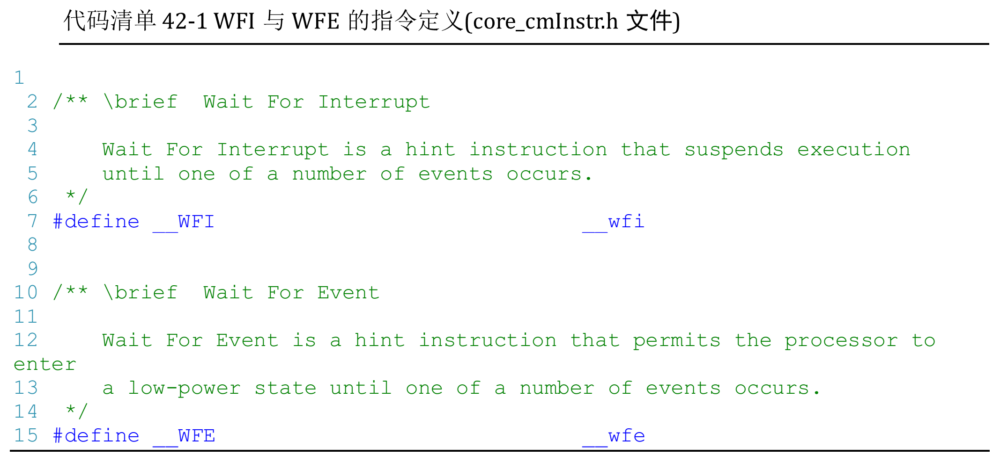 代码清单 42-1 WFI 与 WFE 的指令定义(core_cmInstr.h 文件)
1
2 /** \brief  Wait For Interrupt
3
4     Wait For Interrupt is a hint instruction that suspends execution
5     until one of a number of events occurs.
6  */
7 #define __WFI                                  __wfi
8
9
10 /** \brief  Wait For Event
11
12     Wait For Event is a hint instruction that permits the processor to
enter
13     a low-power state until one of a number of events occurs.
14  */
15 #define __WFE                                  __wfe